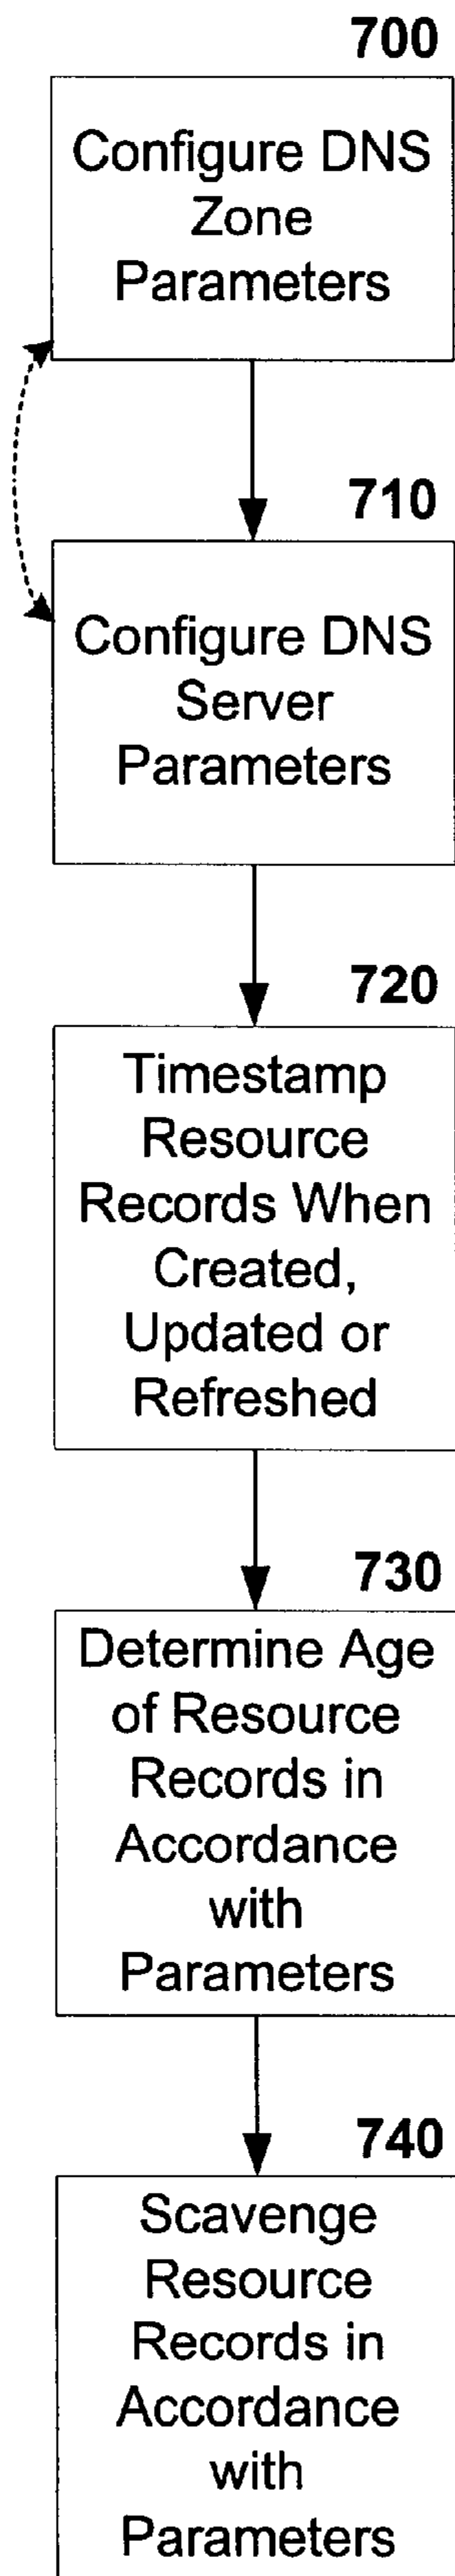 700
Configure DNS
Zone
Parameters
710
Configure DNS
Server
Parameters
720
Timestamp
Resource
Records When
Created,
Updated or
Refreshed
730
Determine Age
of Resource
Records in
Accordance
with
Parameters
740
Scavenge
Resource
Records in
Accordance
with
Parameters